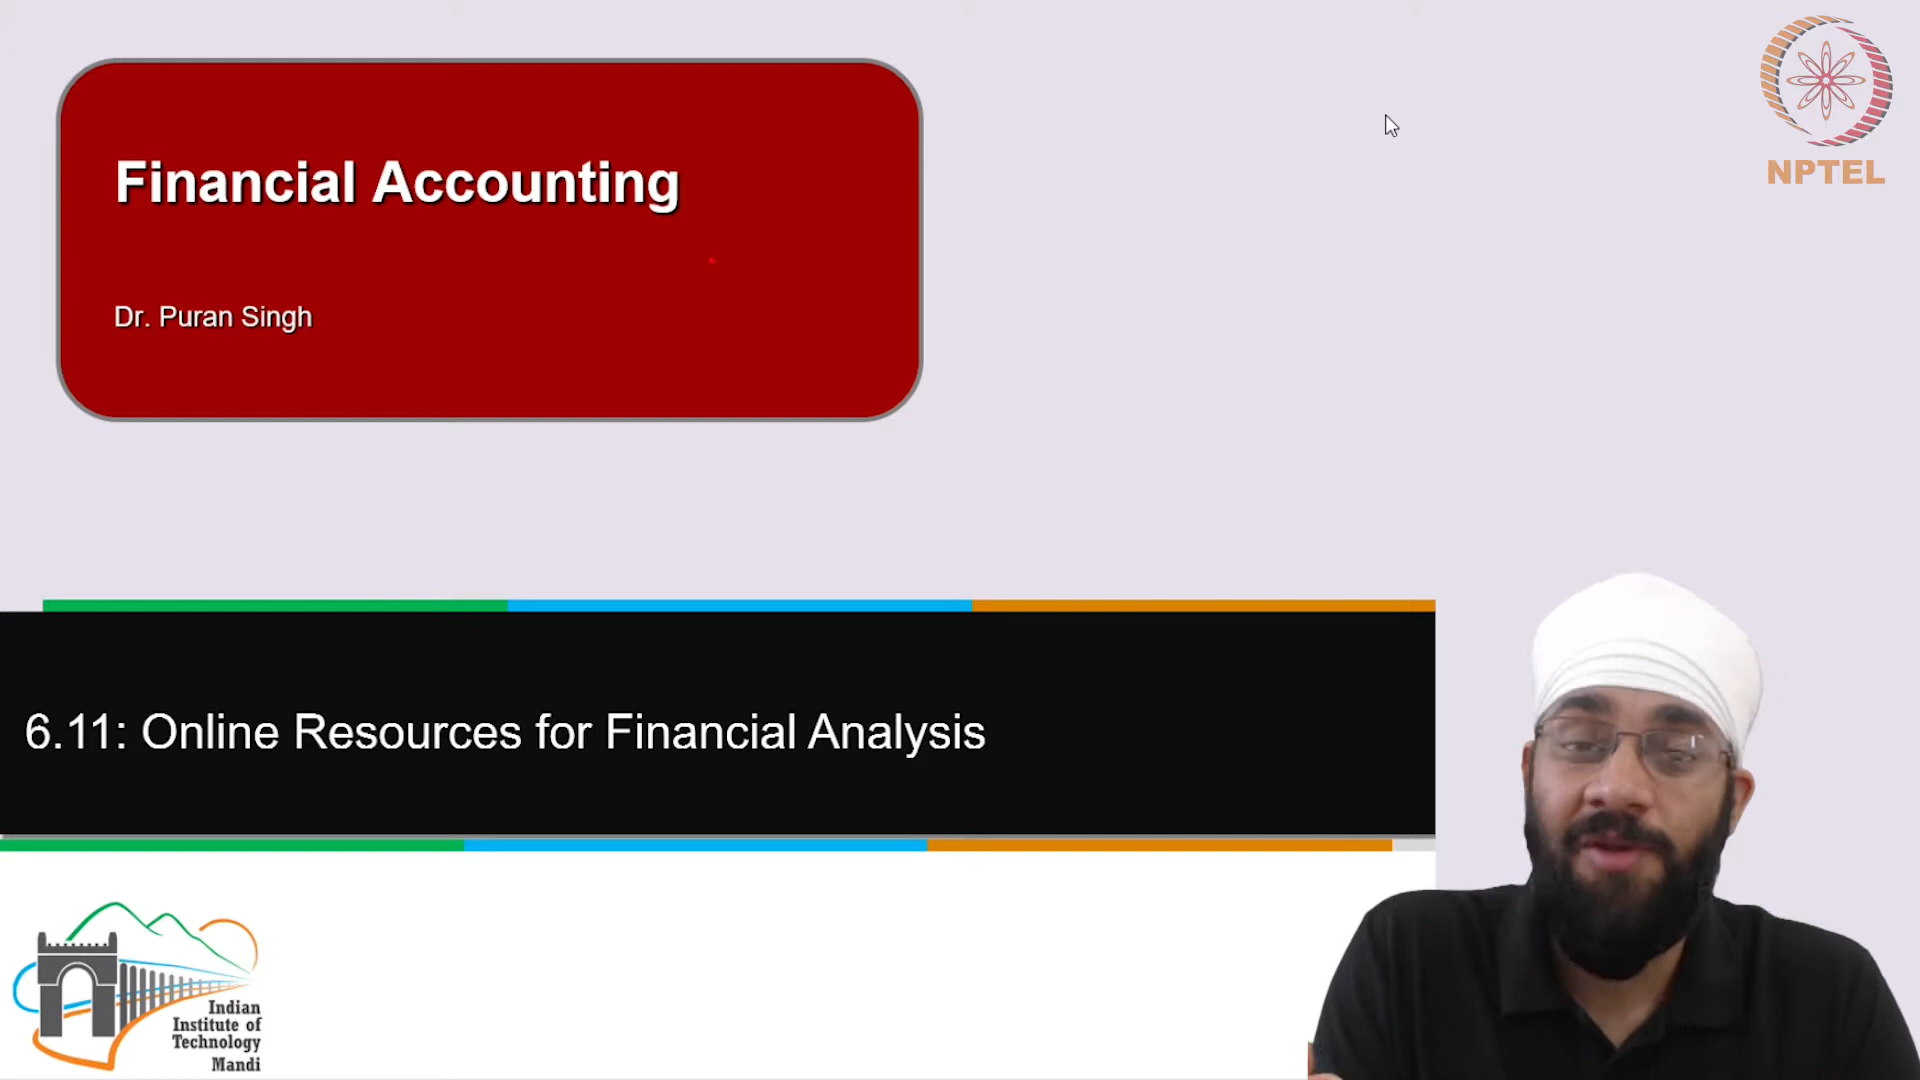 Financial Accounting
Dr. Puran Singh
NPTEL
6.11: Online Resources for Financial Analysis
Indian
Institute of
Technology
Mandi